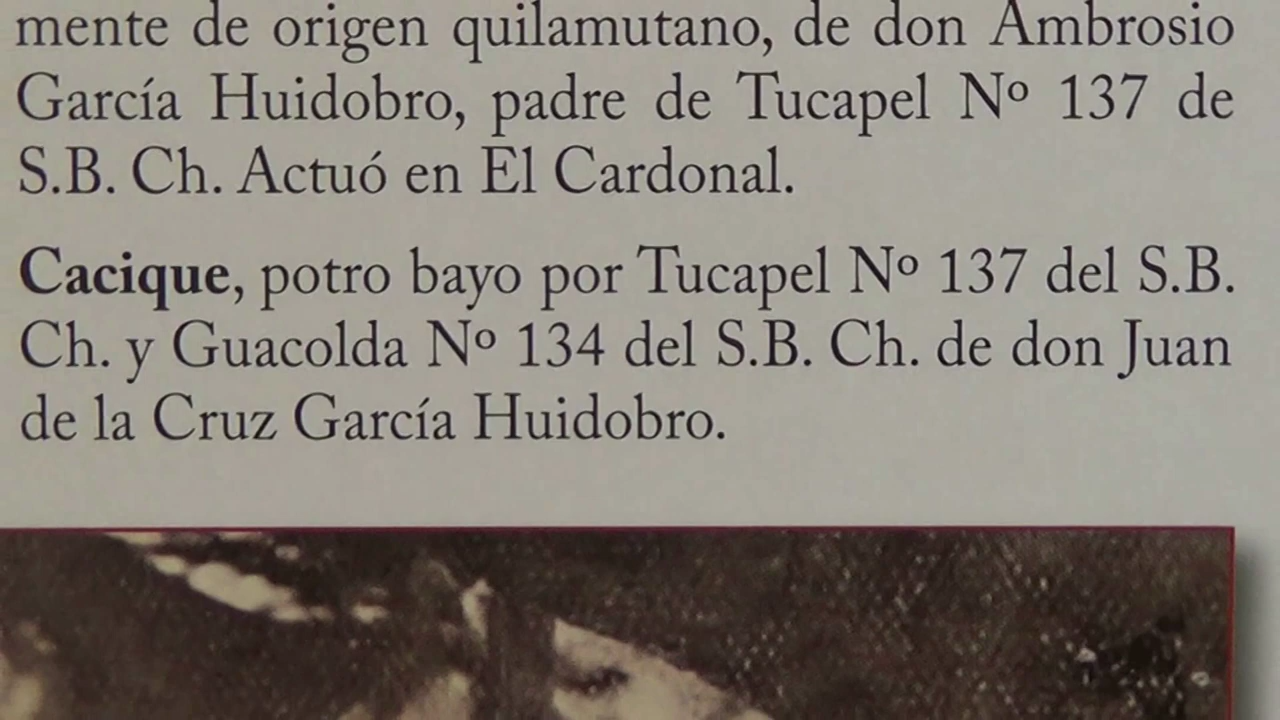 mente de origen quilamutano, de don Ambrosio
García Huidobro, padre de Tucapel Nº 137 de
S.B. Ch. Actuó en El Cardonal.
Cacique, potro bayo por Tucapel Nº 137 del S.B.
Ch. y Guacolda Nº 134 del S.B. Ch. de don Juan
de la Cruz García Huidobro.